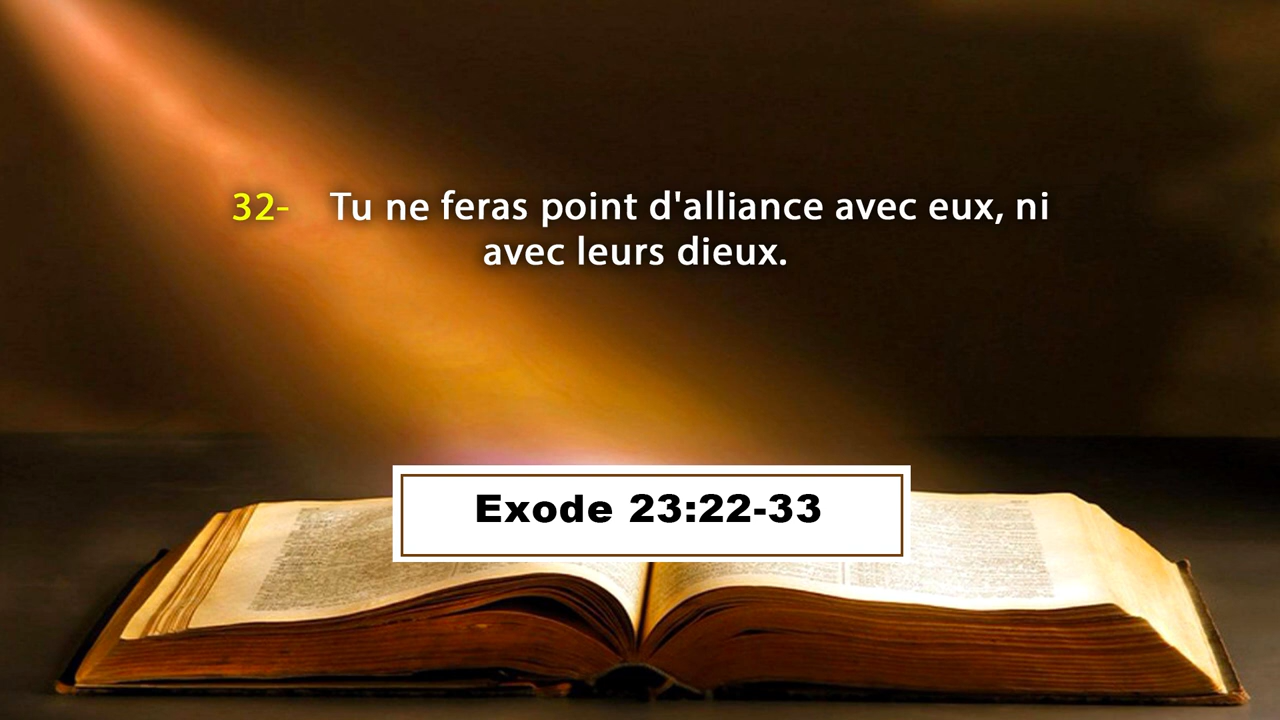 32- Tu ne feras point d'alliance avec eux, ni
avec leurs dieux.
Exode 23:22-33